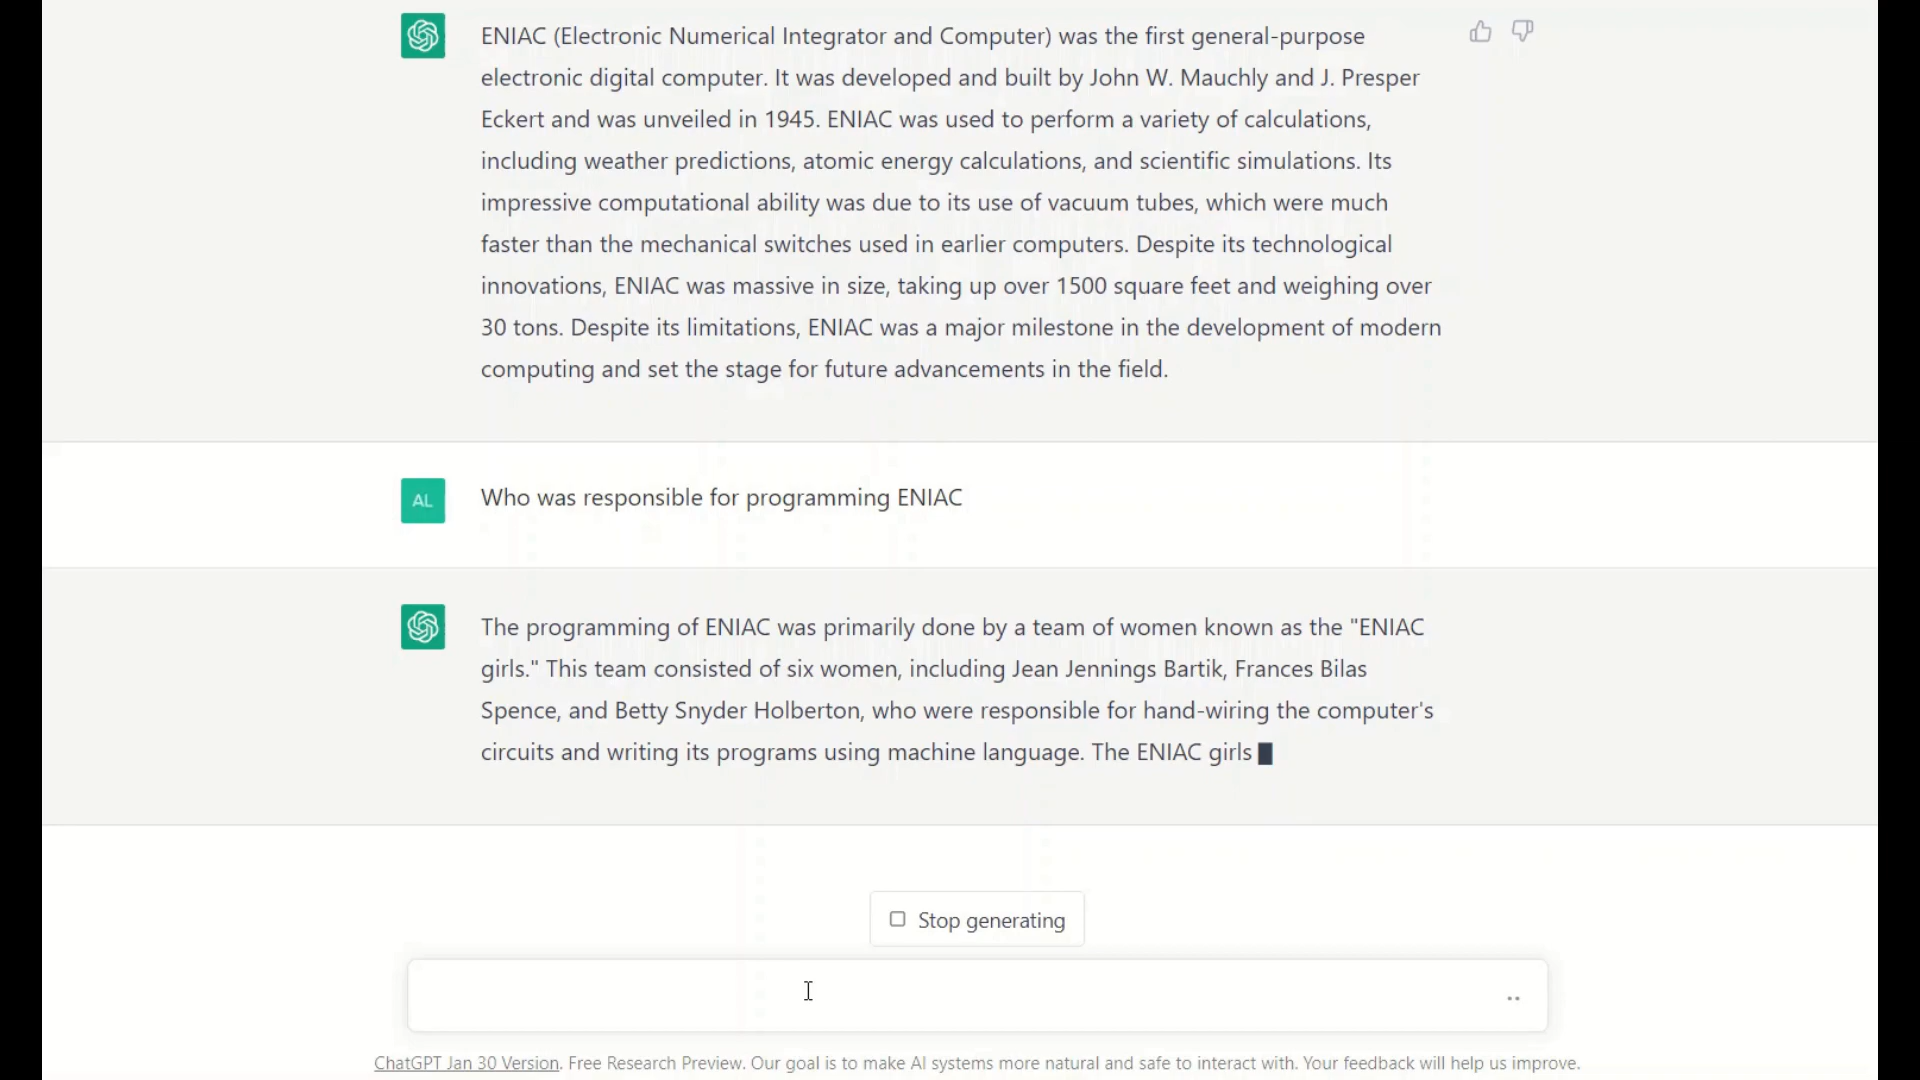 ENIAC (Electronic Numerical Integrator and Computer) was the first general-purpose
electronic digital computer. It was developed and built by John W. Mauchly and J. Presper
Eckert and was unveiled in 1945. ENIAC was used to perform a variety of calculations,
including weather predictions, atomic energy calculations, and scientific simulations. Its
impressive computational ability was due to its use of vacuum tubes, which were much
faster than the mechanical switches used in earlier computers. Despite its technological
innovations, ENIAC was massive in size, taking up over 1500 square feet and weighing over
30 tons. Despite its limitations, ENIAC was a major milestone in the development of modern
computing and set the stage for future advancements in the field.
AL
Who was responsible for programming ENIAC
The programming of ENIAC was primarily done by a team of women known as the "ENIAC
girls." This team consisted of six women, including Jean Jennings Bartik, Frances Bilas
Spence, and Betty Snyder Holberton, who were responsible for hand-wiring the computer's
circuits and writing its programs using machine language. The ENIAC girls
Stop generating
ChatGPT Jan 30 Version. Free Research Preview. Our goal is to make AI systems more natural and safe to interact with. Your feedback will help us improve.